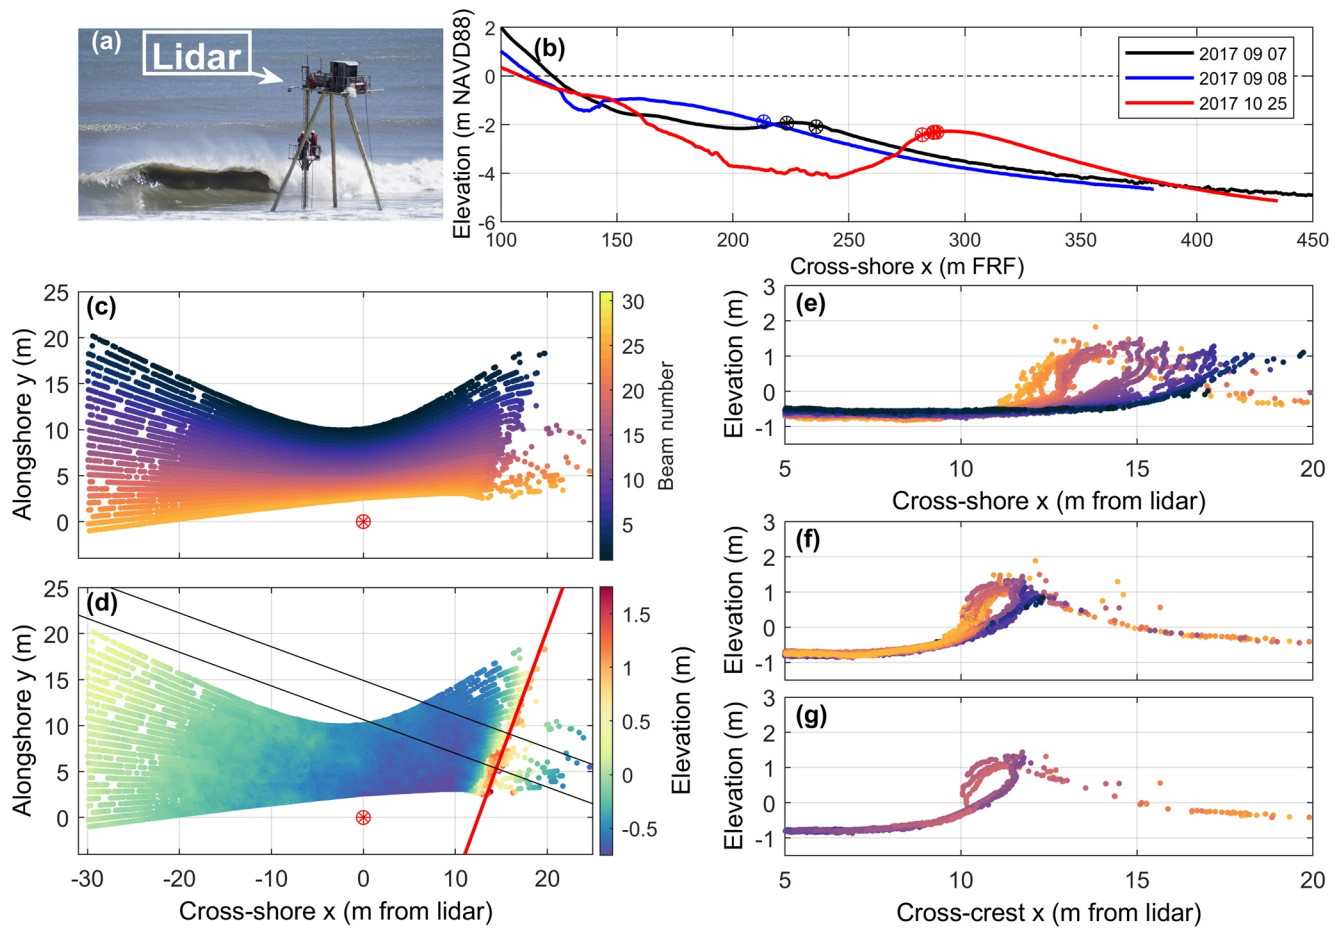 (a)
Lidar
Elevation (m NAVD88)
2
0
-2
-4
-6
(b)
2017 09 07
2017 09 08
2017 10 25
100
150
200
250
300
350
400
450
Cross-shore x (m FRF)
(c)
Alongshore y (m)
25
20
15
10
5
0
30
25
20
15
10
5
Beam number
(d)
Alongshore y (m)
25
20
15
10
5
0
-30
-20
-10
0
10
20
Cross-shore x (m from lidar)
1.5
1
0.5
0
-0.5
Elevation (m)
(e)
Elevation (m)
3
2
1
0
-1
5
10
15
20
Cross-shore x (m from lidar)
(f)
Elevation (m)
3
2
1
0
-1
(g)
Elevation (m)
3
2
1
0
-1
5
10
15
20
Cross-crest x (m from lidar)